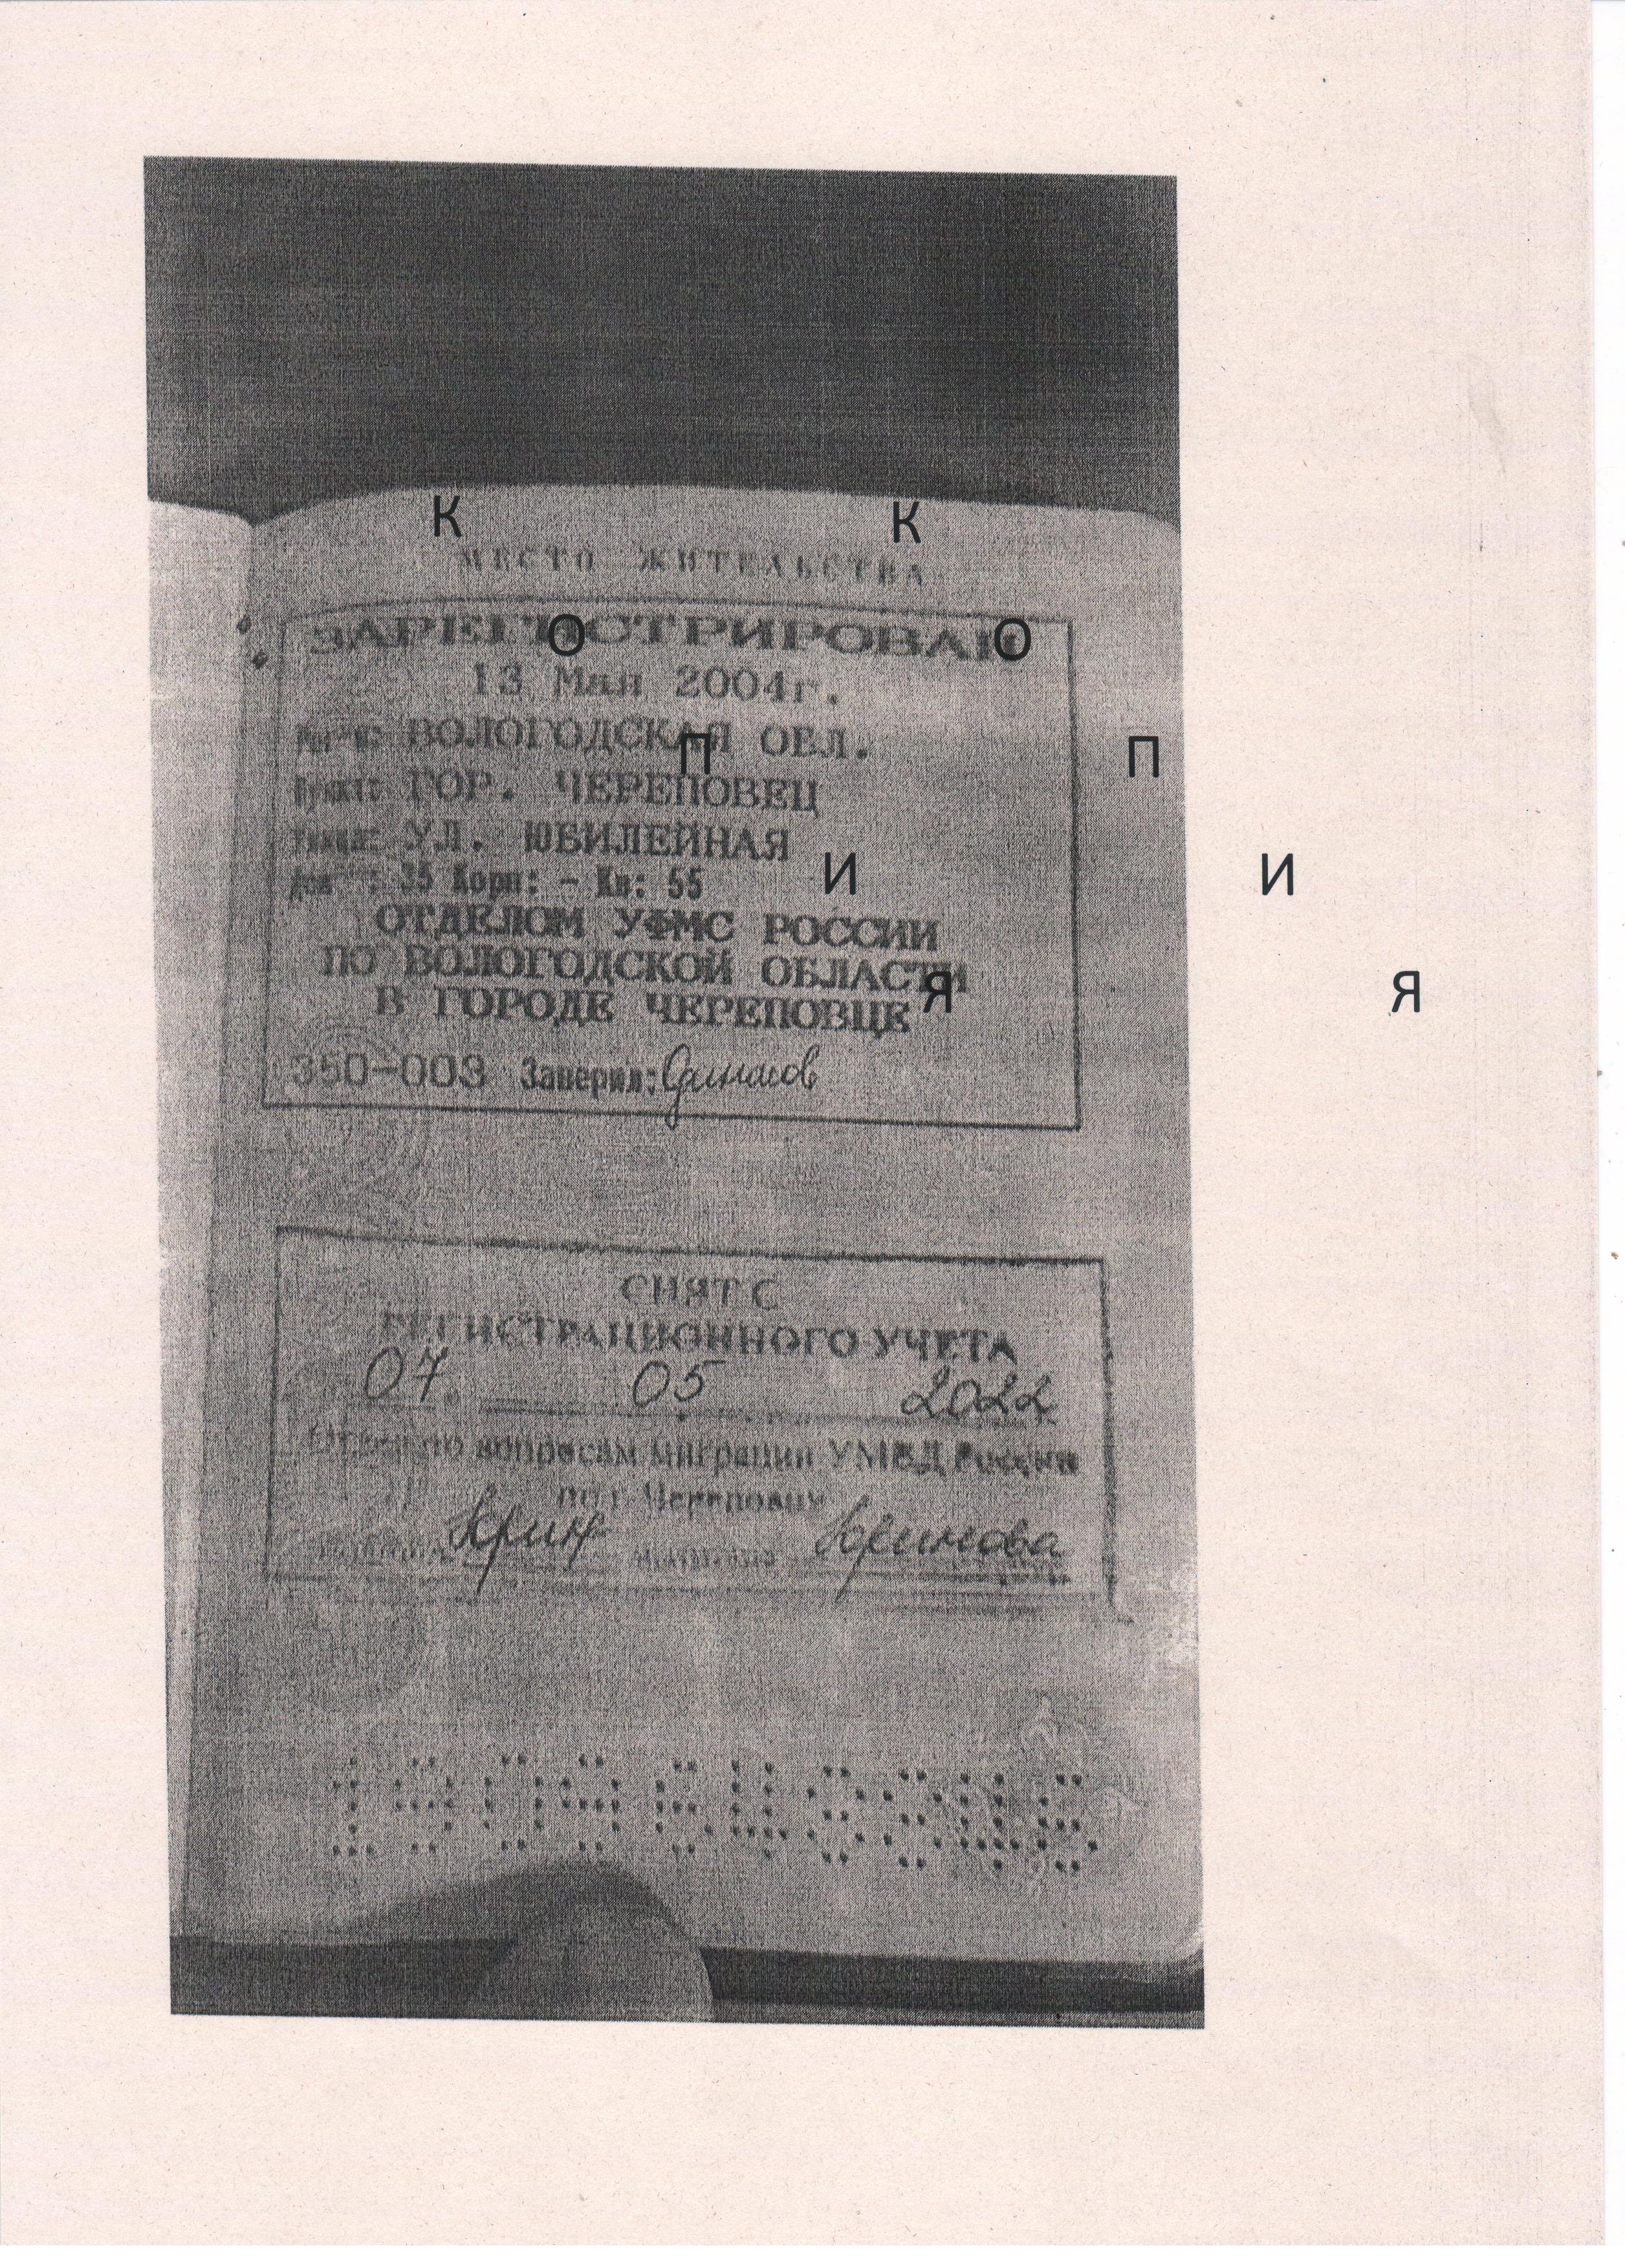 МЕСТО ЖИТЕЛЬСТВА
ЗАРЕГИСТРИРОВАН
13 Мая 2004г.
ВОЛОГОДСКАЯ ОБЛ.
ГОР. ЧЕРЕПОВЕЦ
УЛ. ЮБИЛЕЙНАЯ
Корп: - Кв: 55
ОТДЕЛОМ УФМС РОССИИ
ПО ВОЛОГОДСКОЙ ОБЛАСТИ
В ГОРОДЕ ЧЕРЕПОВЦЕ
350-003 Заверил:
СНЯТ С
РЕГИСТРАЦИОННОГО УЧЕТА
07 05 2022
по вопросам миграции УМВД России
по г. Череповцу
К К
О О
П П
И И
Я Я